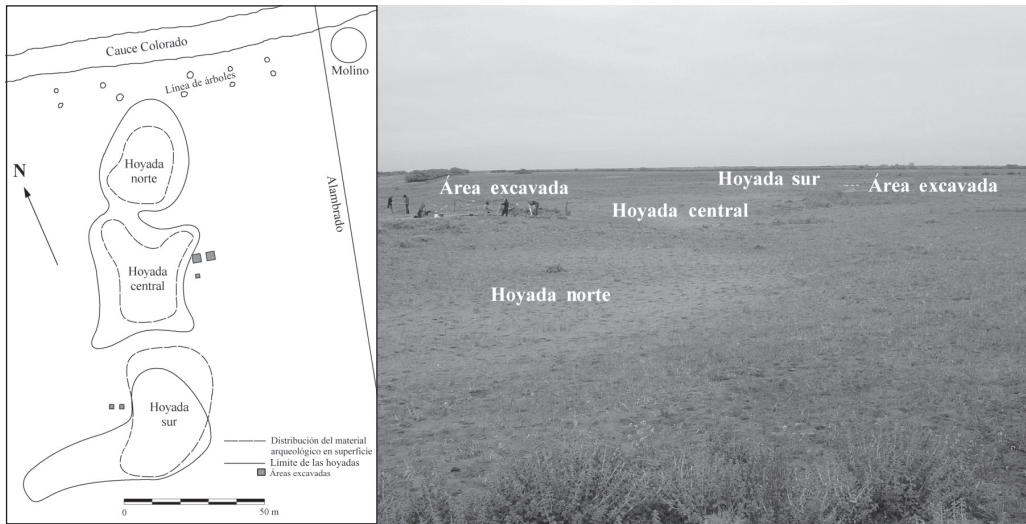 Cauce Colorado
Molino
Línea de árboles
Hoyada
norte
N
Alambrado
Hoyada
central
Hoyada
sur
Distribución del material
arqueológico en superficie
Límite de las hoyadas
Áreas excavadas
0 50 m
Área excavada
Hoyada sur
Área excavada
Hoyada central
Hoyada norte